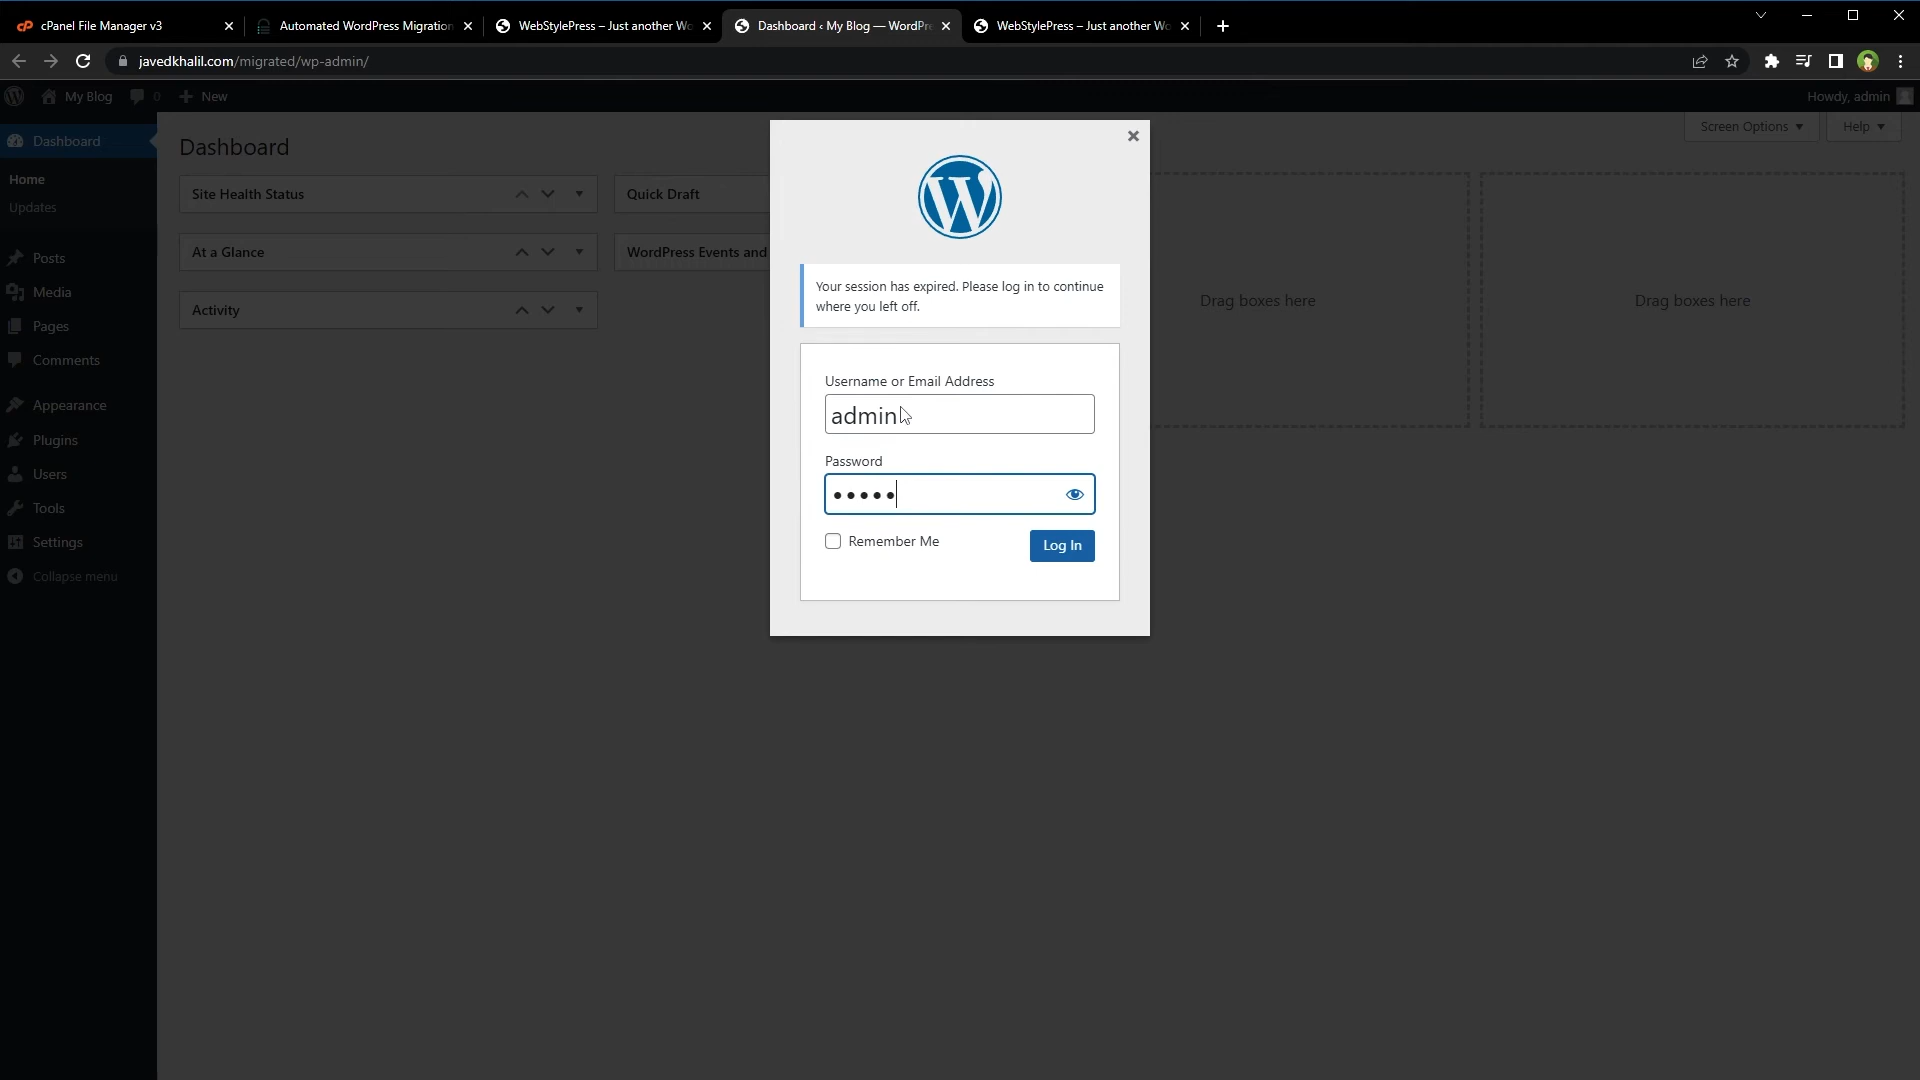 cPanel File Manager v3
Automated WordPress Migration
WebStylePress – Just another Wo
Dashboard ‹ My Blog — WordPre
WebStylePress – Just another Wo
javedkhalil.com/migrated/wp-admin/
My Blog
0
New
Howdy, admin
Dashboard
Home
Updates
Posts
Media
Pages
Comments
Appearance
Plugins
Users
Tools
Settings
Collapse menu
Dashboard
Screen Options
Help
Site Health Status
Quick Draft
At a Glance
WordPress Events and
Activity
Drag boxes here
Drag boxes here
Your session has expired. Please log in to continue
where you left off.
Username or Email Address
admin
Password
Remember Me
Log In